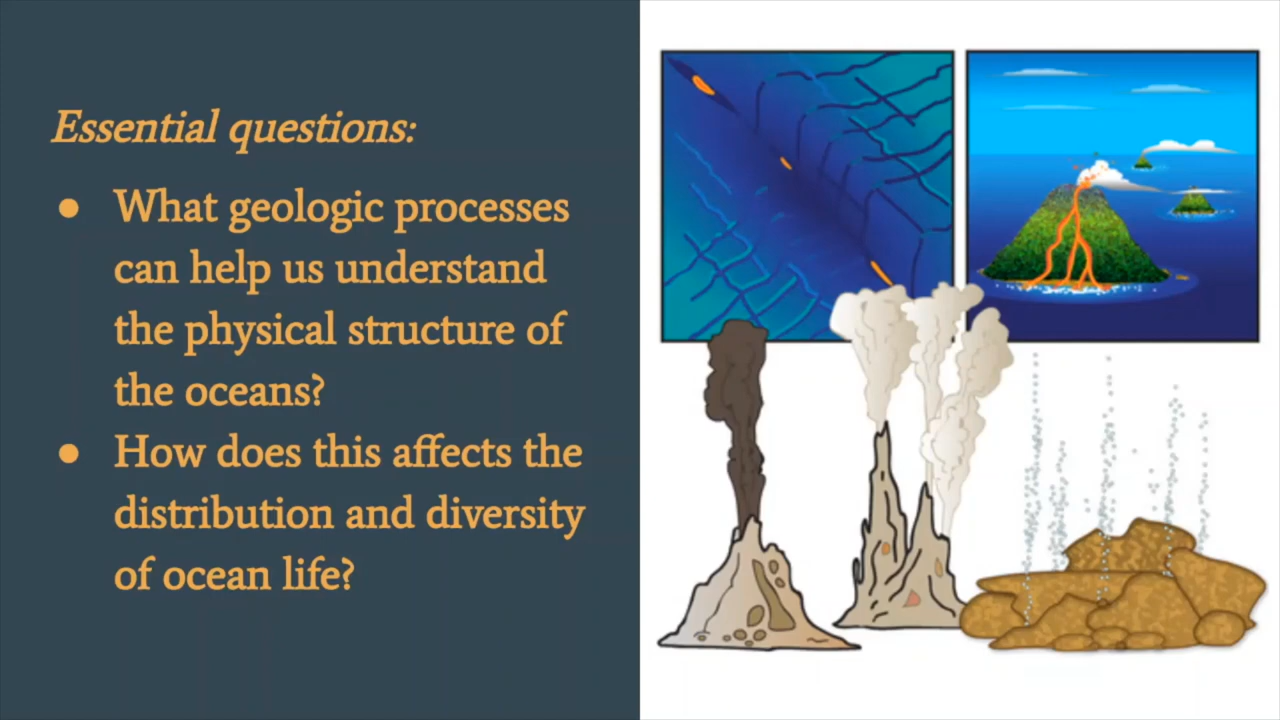 Essential questions:
● What geologic processes
can help us understand
the physical structure of
the oceans?
● How does this affects the
distribution and diversity
of ocean life?